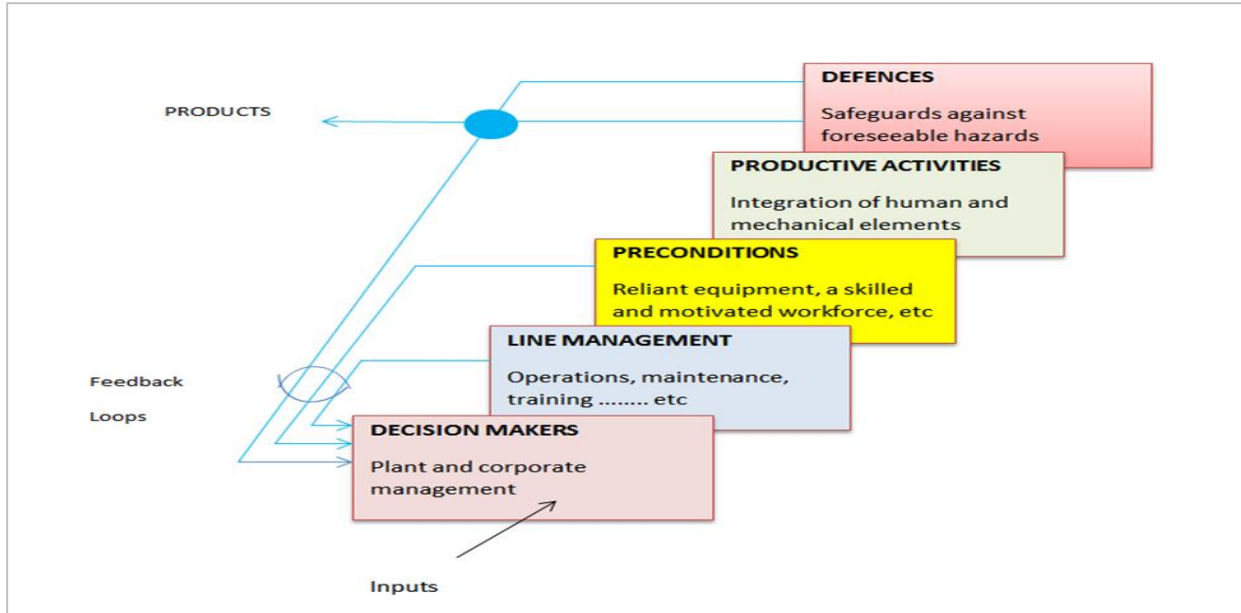 DEFENCES
Safeguards against
foreseeable hazards
PRODUCTS
PRODUCTIVE ACTIVITIES
Integration of human and
mechanical elements
PRECONDITIONS
Reliant equipment, a skilled
and motivated workforce, etc
LINE MANAGEMENT
Operations, maintenance,
training ........ etc
Feedback
Loops
DECISION MAKERS
Plant and corporate
management
Inputs